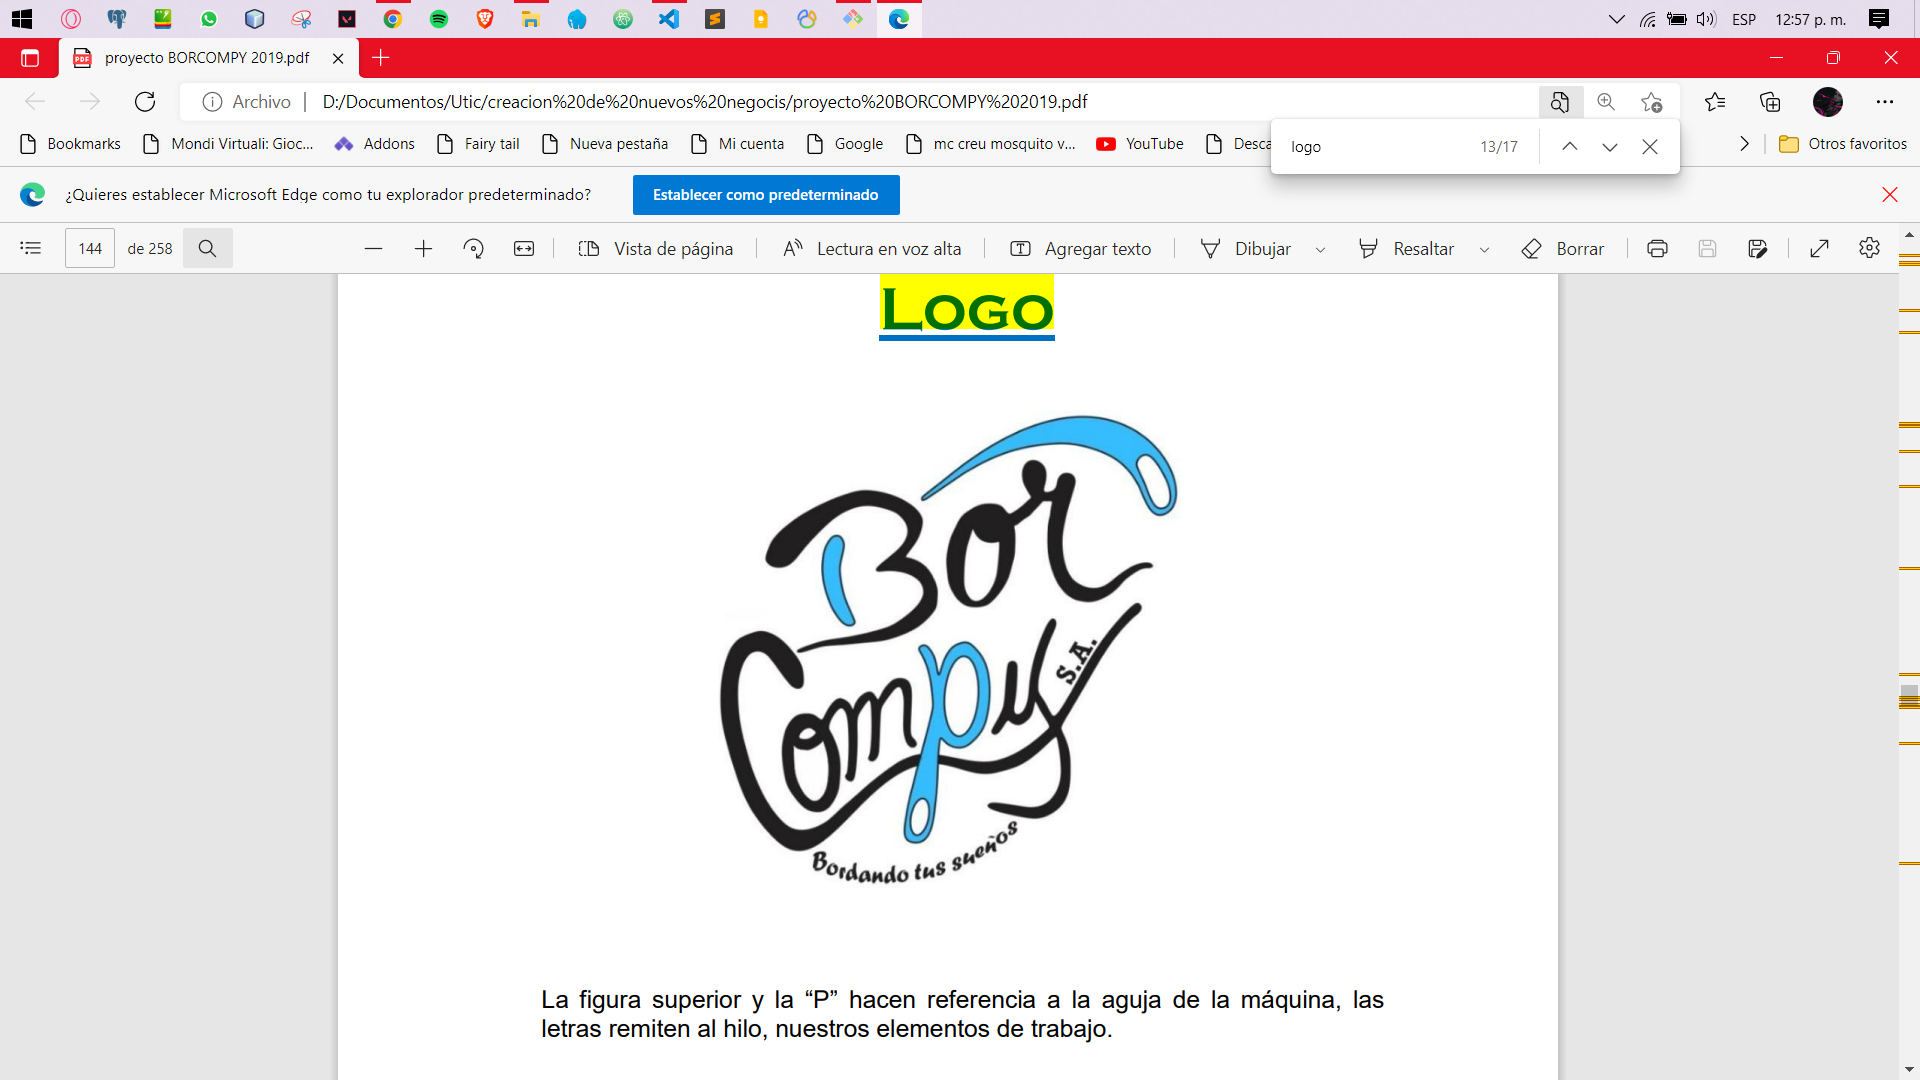 ESP
12:57 p. m.
proyecto BORCOMPY 2019.pdf
Archivo
D:/Documentos/Utic/creacion%20de%20nuevos%20negocis/proyecto%20BORCOMPY%202019.pdf
Bookmarks
Mondi Virtuali: Gioc...
Addons
Fairy tail
Nueva pestaña
Mi cuenta
Google
mc creu mosquito v...
YouTube
Desca
logo
13/17
Otros favoritos
¿Quieres establecer Microsoft Edge como tu explorador predeterminado?
Establecer como predeterminado
144
de 258
Vista de página
Lectura en voz alta
Agregar texto
Dibujar
Resaltar
Borrar
Logo
Bor
Compy
S.A.
Bordando tus sueños
La figura superior y la “P” hacen referencia a la aguja de la máquina, las
letras remiten al hilo, nuestros elementos de trabajo.